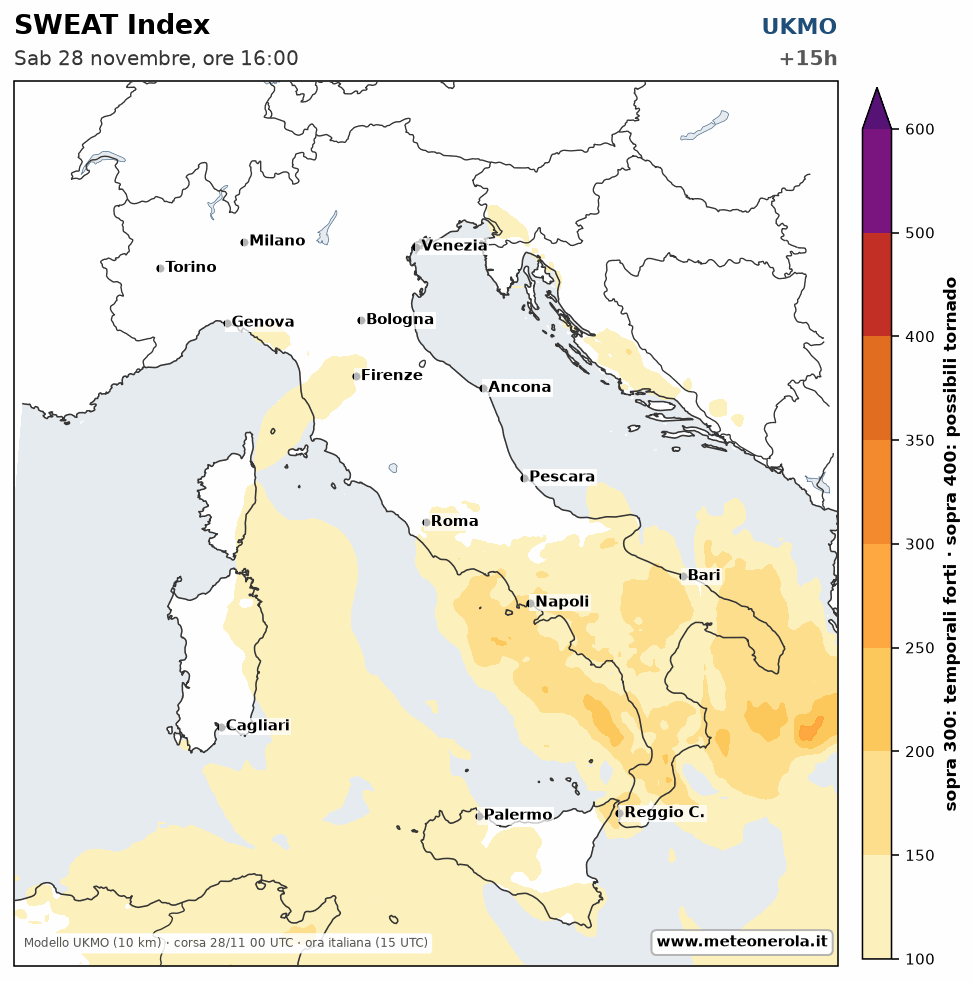 SWEAT Index
UKMO
Sab 28 novembre, ore 16:00
+15h
600
500
400
350
300
250
200
150
100
sopra 300: temporali forti · sopra 400: possibili tornado
Milano
Venezia
Torino
Genova
Bologna
Firenze
Ancona
Pescara
Roma
Bari
Napoli
Cagliari
Palermo
Reggio C.
Modello UKMO (10 km) · corsa 28/11 00 UTC · ora italiana (15 UTC)
www.meteonerola.it